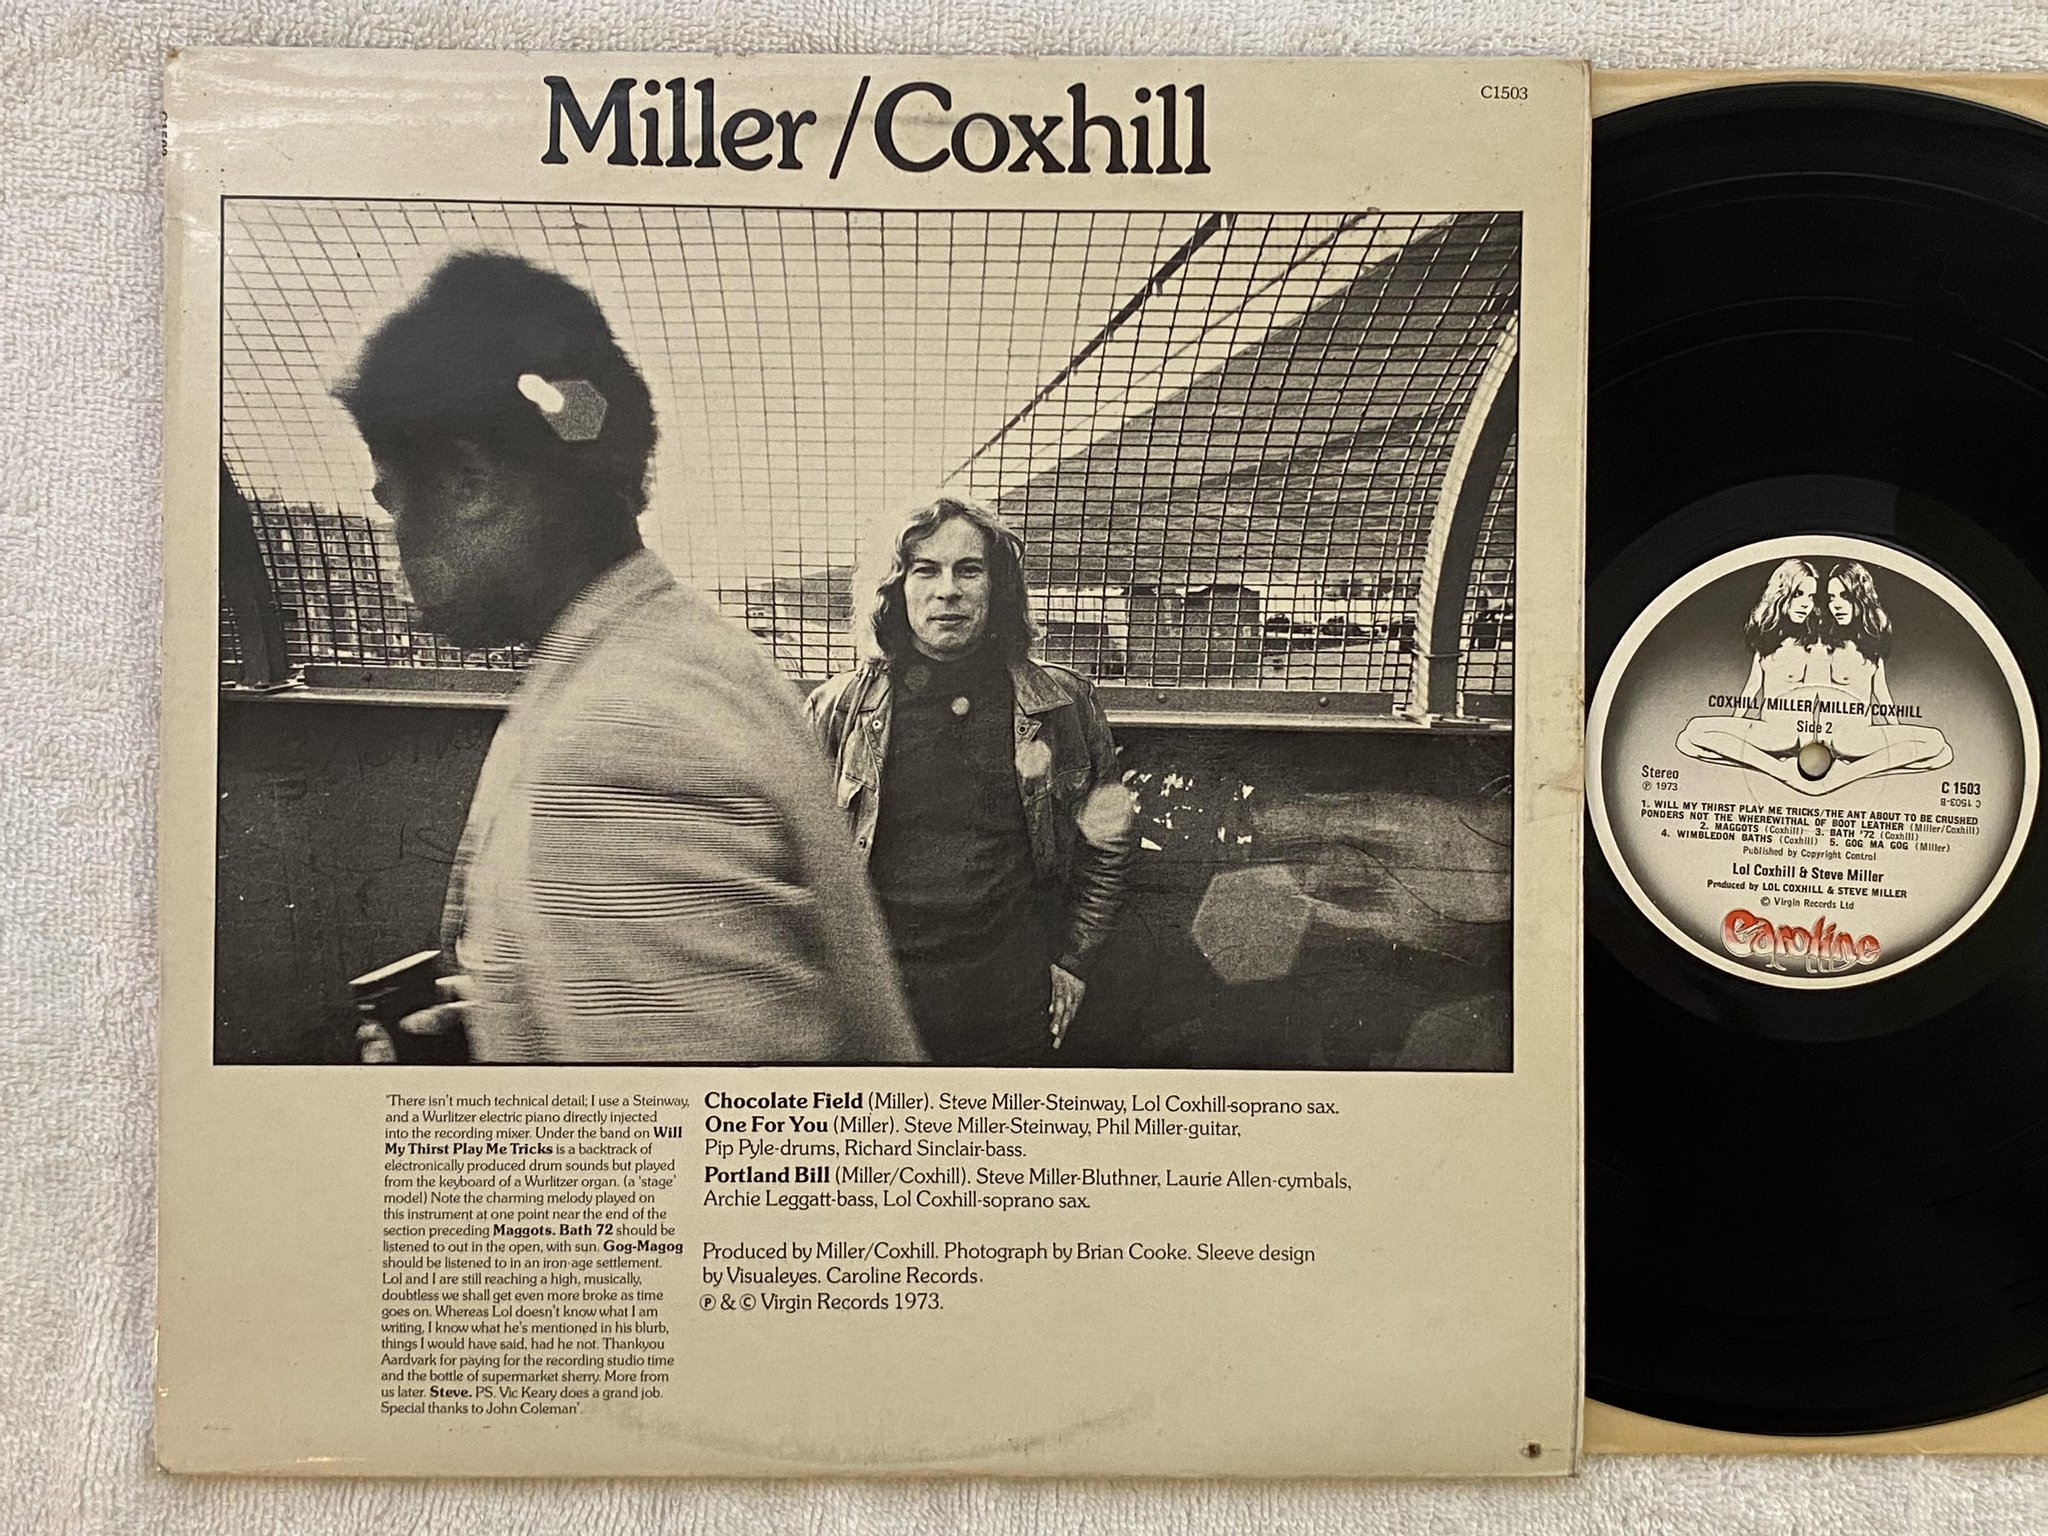 Miller/Coxhill
C1503
'There isn't much technical detail; I use a Steinway,
and a Wurlitzer electric piano directly injected
into the recording mixer. Under the band on Will
My Thirst Play Me Tricks is a backtrack of
electronically produced drum sounds but played
from the keyboard of a Wurlitzer organ. (a 'stage'
model) Note the charming melody played on
this instrument at one point near the end of the
section preceding Maggots. Bath 72 should be
listened to out in the open, with sun. Gog-Magog
should be listened to in an iron-age settlement.
Lol and I are still reaching a high, musically,
doubtless we shall get even more broke as time
goes on. Whereas Lol doesn't know what I am
writing, I know what he's mentioned in his blurb,
things I would have said, had he not. Thankyou
Aardvark for paying for the recording studio time
and the bottle of supermarket sherry. More from
us later. Steve. PS. Vic Keary does a grand job.
Special thanks to John Coleman'.
Chocolate Field (Miller). Steve Miller-Steinway, Lol Coxhill-soprano sax.
One For You (Miller). Steve Miller-Steinway, Phil Miller-guitar,
Pip Pyle-drums, Richard Sinclair-bass.
Portland Bill (Miller/Coxhill). Steve Miller-Bluthner, Laurie Allen-cymbals,
Archie Leggatt-bass, Lol Coxhill-soprano sax.
Produced by Miller/Coxhill. Photograph by Brian Cooke. Sleeve design
by Visualeyes. Caroline Records.
℗ & © Virgin Records 1973.
COXHILL/MILLER/MILLER/COXHILL
Side 2
Stereo
℗ 1973
C 1503
C 1503-B
1. WILL MY THIRST PLAY ME TRICKS/THE ANT ABOUT TO BE CRUSHED
PONDERS NOT THE WHEREWITHAL OF BOOT LEATHER (Miller/Coxhill)
2. MAGGOTS (Coxhill) 3. BATH '72 (Coxhill)
4. WIMBLEDON BATHS (Coxhill) 5. GOG MA GOG (Miller)
Published by Copyright Control
Lol Coxhill & Steve Miller
Produced by LOL COXHILL & STEVE MILLER
© Virgin Records Ltd
Caroline